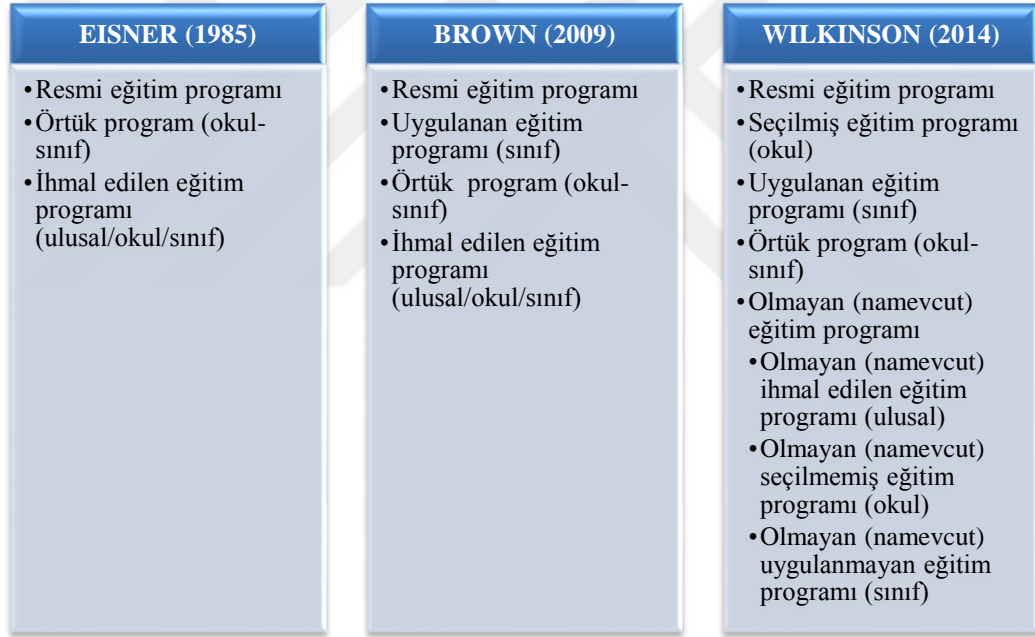 EISNER (1985)
•Resmi eğitim programı
•Örtük program (okul-
sınıf)
•İhmal edilen eğitim
programı
(ulusal/okul/sınıf)
BROWN (2009)
•Resmi eğitim programı
•Uygulanan eğitim
programı (sınıf)
•Örtük program (okul-
sınıf)
•İhmal edilen eğitim
programı
(ulusal/okul/sınıf)
WILKINSON (2014)
•Resmi eğitim programı
•Seçilmiş eğitim programı
(okul)
•Uygulanan eğitim
programı (sınıf)
•Örtük program (okul-
sınıf)
•Olmayan (namevcut)
eğitim programı
•Olmayan (namevcut)
ihmal edilen eğitim
programı (ulusal)
•Olmayan (namevcut)
seçilmemiş eğitim
programı (okul)
•Olmayan (namevcut)
uygulanmayan eğitim
programı (sınıf)